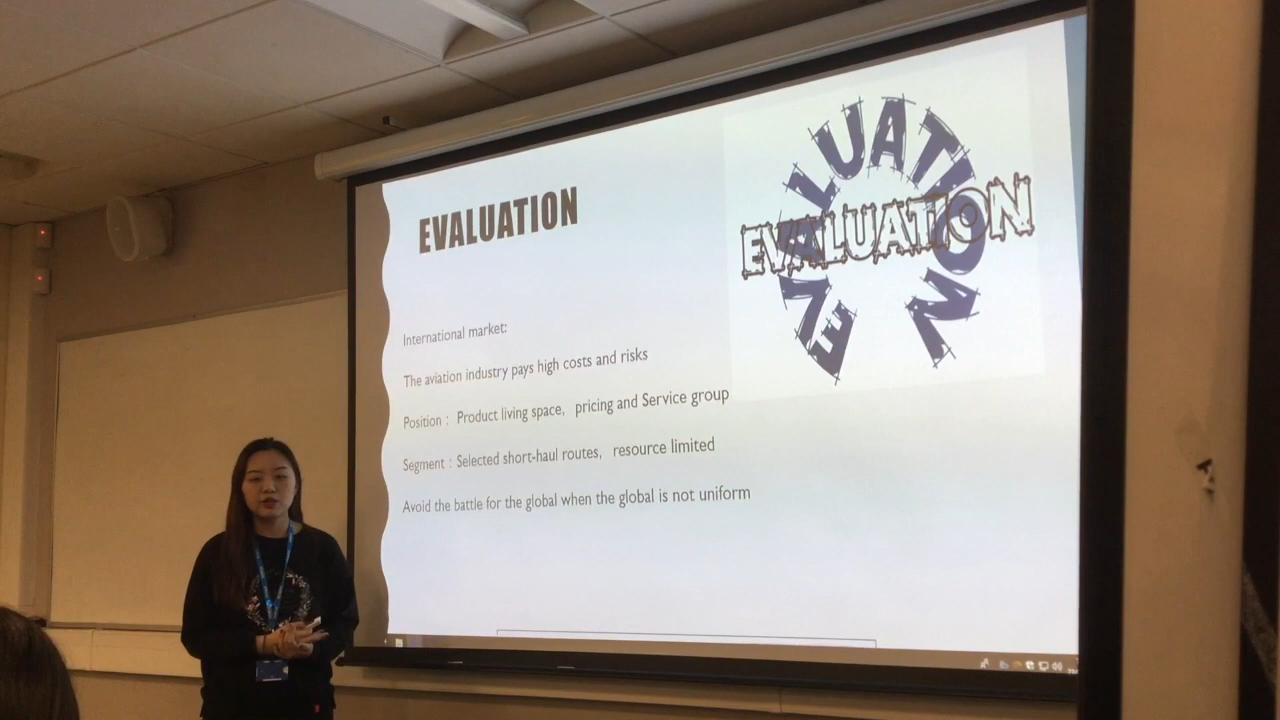 EVALUATION
EVALUATION
EVALUATION
International market:
The aviation industry pays high costs and risks
Position： Product living space， pricing and Service group
Segment：Selected short-haul routes， resource limited
Avoid the battle for the global when the global is not uniform